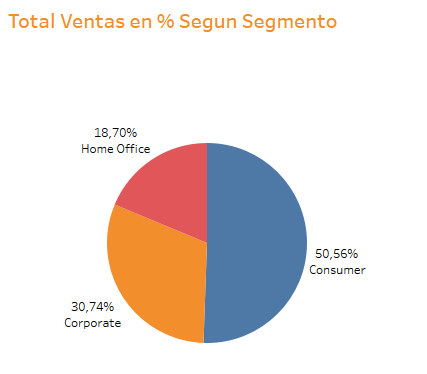 Total Ventas en % Segun Segmento
18,70%
Home Office
50,56%
Consumer
30,74%
Corporate